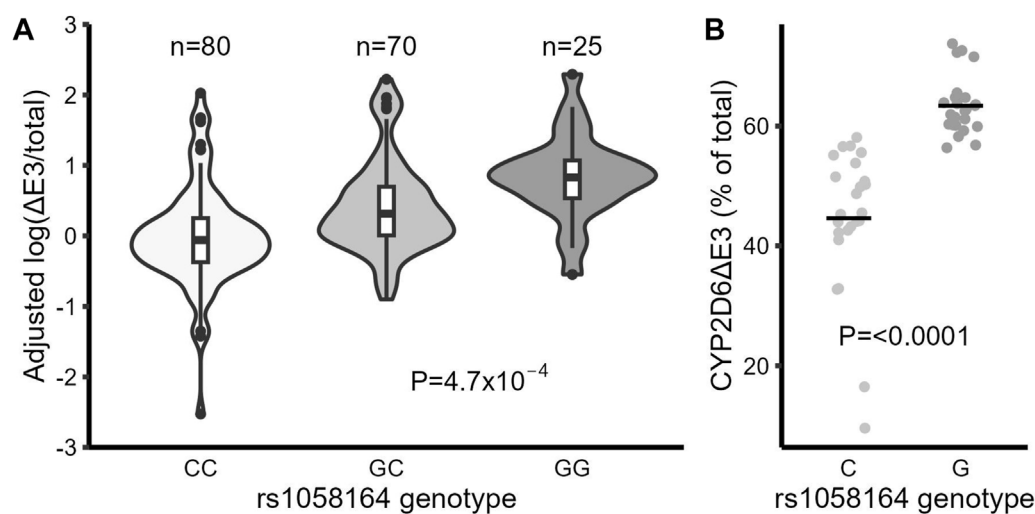 A
n=80
n=70
n=25
Adjusted log(ΔE3/total)
3
2
1
0
-1
-2
-3
P=4.7x10⁻⁴
CC
GC
GG
rs1058164 genotype
B
CYP2D6ΔE3 (% of total)
60
40
20
P=<0.0001
C
G
rs1058164 genotype